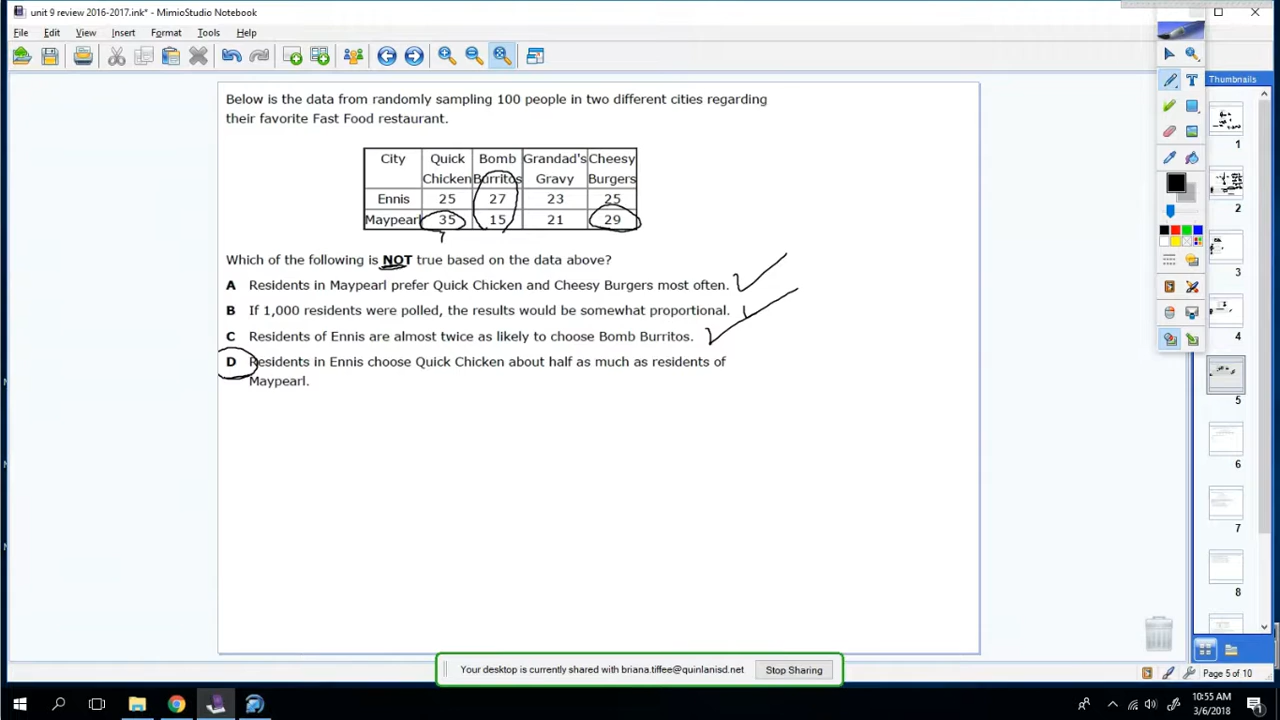 unit 9 review 2016-2017.ink* - MimioStudio Notebook
File Edit View Insert Format Tools Help
Thumbnails
Below is the data from randomly sampling 100 people in two different cities regarding
their favorite Fast Food restaurant.
City Quick Chicken Bomb Burritos Grandad's Gravy Cheesy Burgers
Ennis 25 27 23 25
Maypearl 35 15 21 29
Which of the following is NOT true based on the data above?
A Residents in Maypearl prefer Quick Chicken and Cheesy Burgers most often.
B If 1,000 residents were polled, the results would be somewhat proportional.
C Residents of Ennis are almost twice as likely to choose Bomb Burritos.
D Residents in Ennis choose Quick Chicken about half as much as residents of
Maypearl.
1
2
3
4
5
6
7
8
Your desktop is currently shared with briana.tiffee@quinlanisd.net Stop Sharing
Page 5 of 10
10:55 AM
3/6/2018